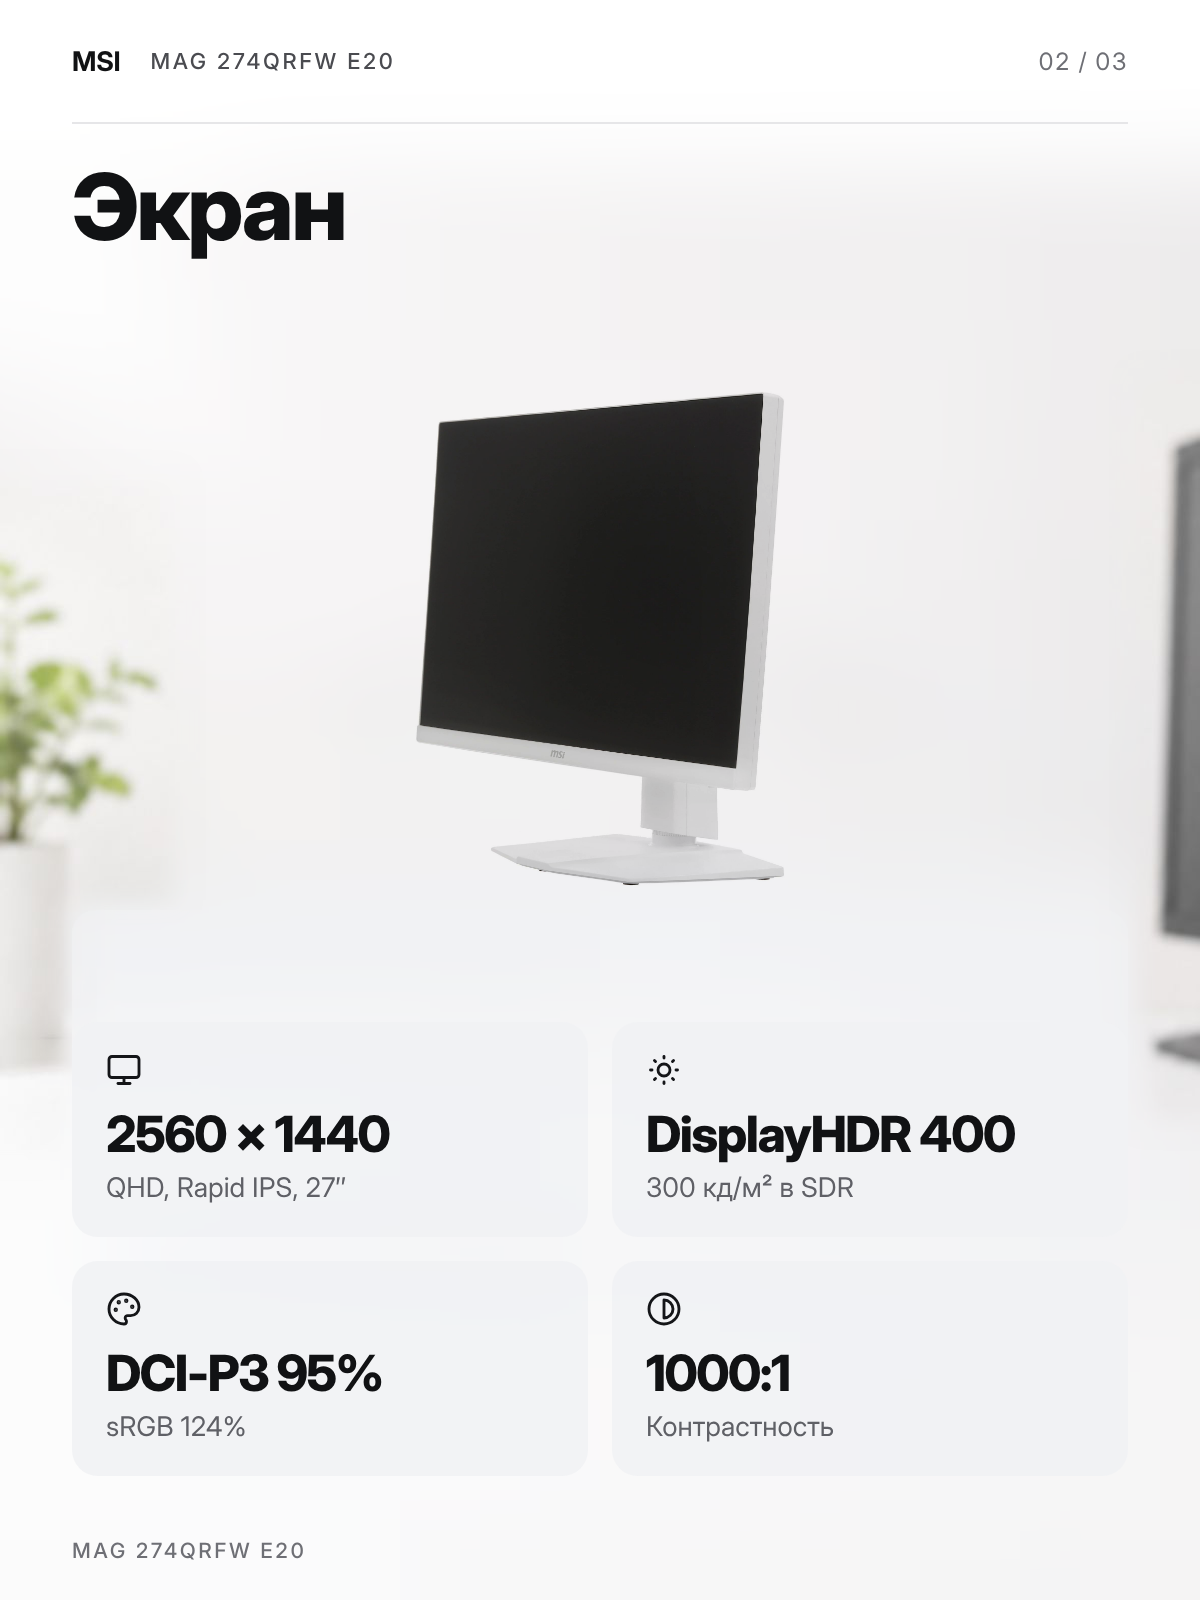 MSI MAG 274QRFW E20 02 / 03
Экран
msi
2560 × 1440
QHD, Rapid IPS, 27″
DisplayHDR 400
300 кд/м² в SDR
DCI-P3 95%
sRGB 124%
1000:1
Контрастность
MAG 274QRFW E20